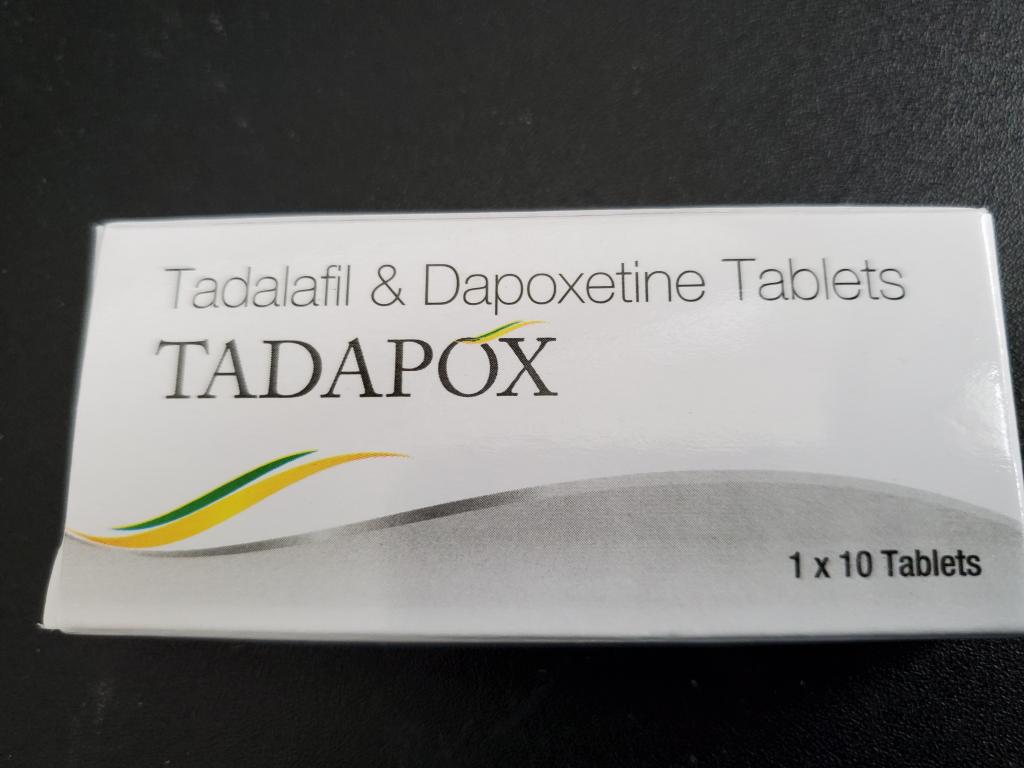 Tadalafil & Dapoxetine Tablets
TADAPOX
1 x 10 Tablets